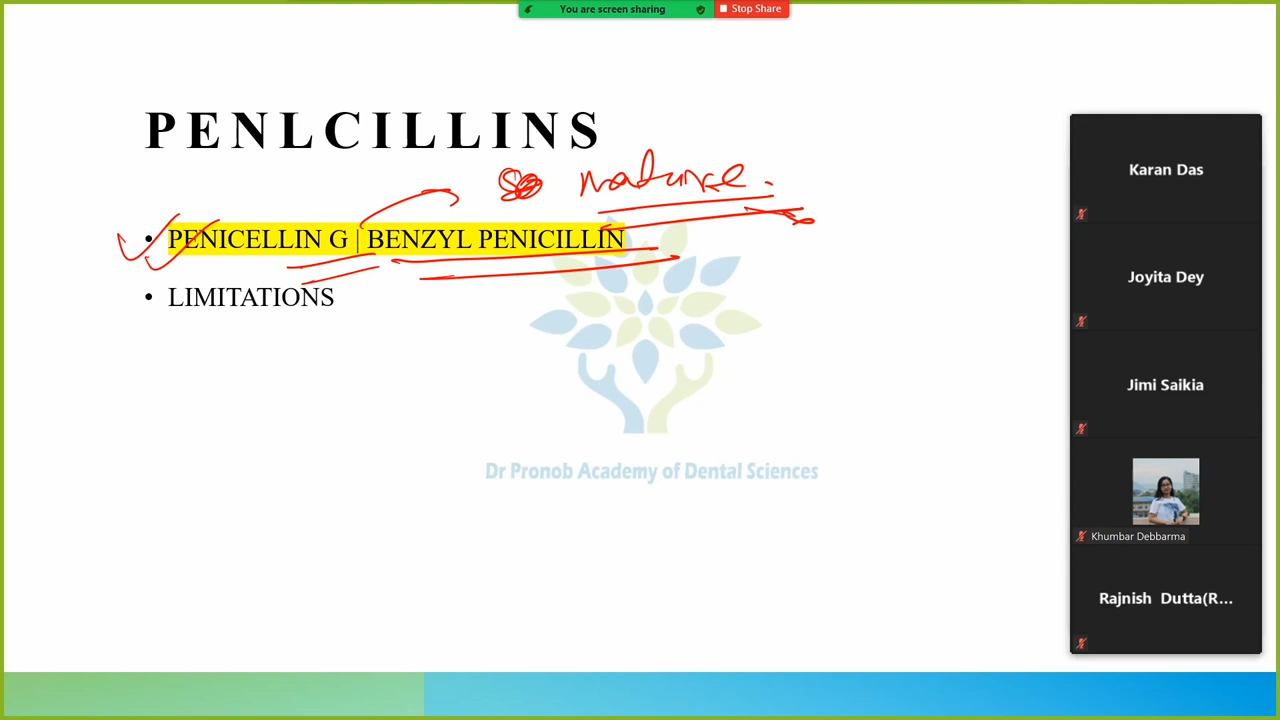 You are screen sharing Stop Share
PENLCILLINS
• PENICELLIN G | BENZYL PENICILLIN
• LIMITATIONS
Dr Pronob Academy of Dental Sciences
Karan Das
Joyita Dey
Jimi Saikia
Khumbar Debbarma
Rajnish Dutta(R...